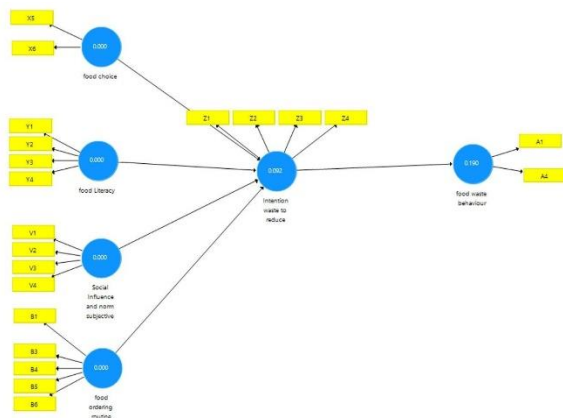 X5
X6
0.000
food choice
Z1
Z2
Z3
Z4
Y1
Y2
Y3
Y4
0.000
food Literacy
0.092
Intention
waste to
reduce
0.190
food waste
behaviour
A1
A4
V1
V2
V3
V4
0.000
Social
Influence
and norm
subjective
B1
B3
B4
B5
B6
0.000
food
ordering
routine